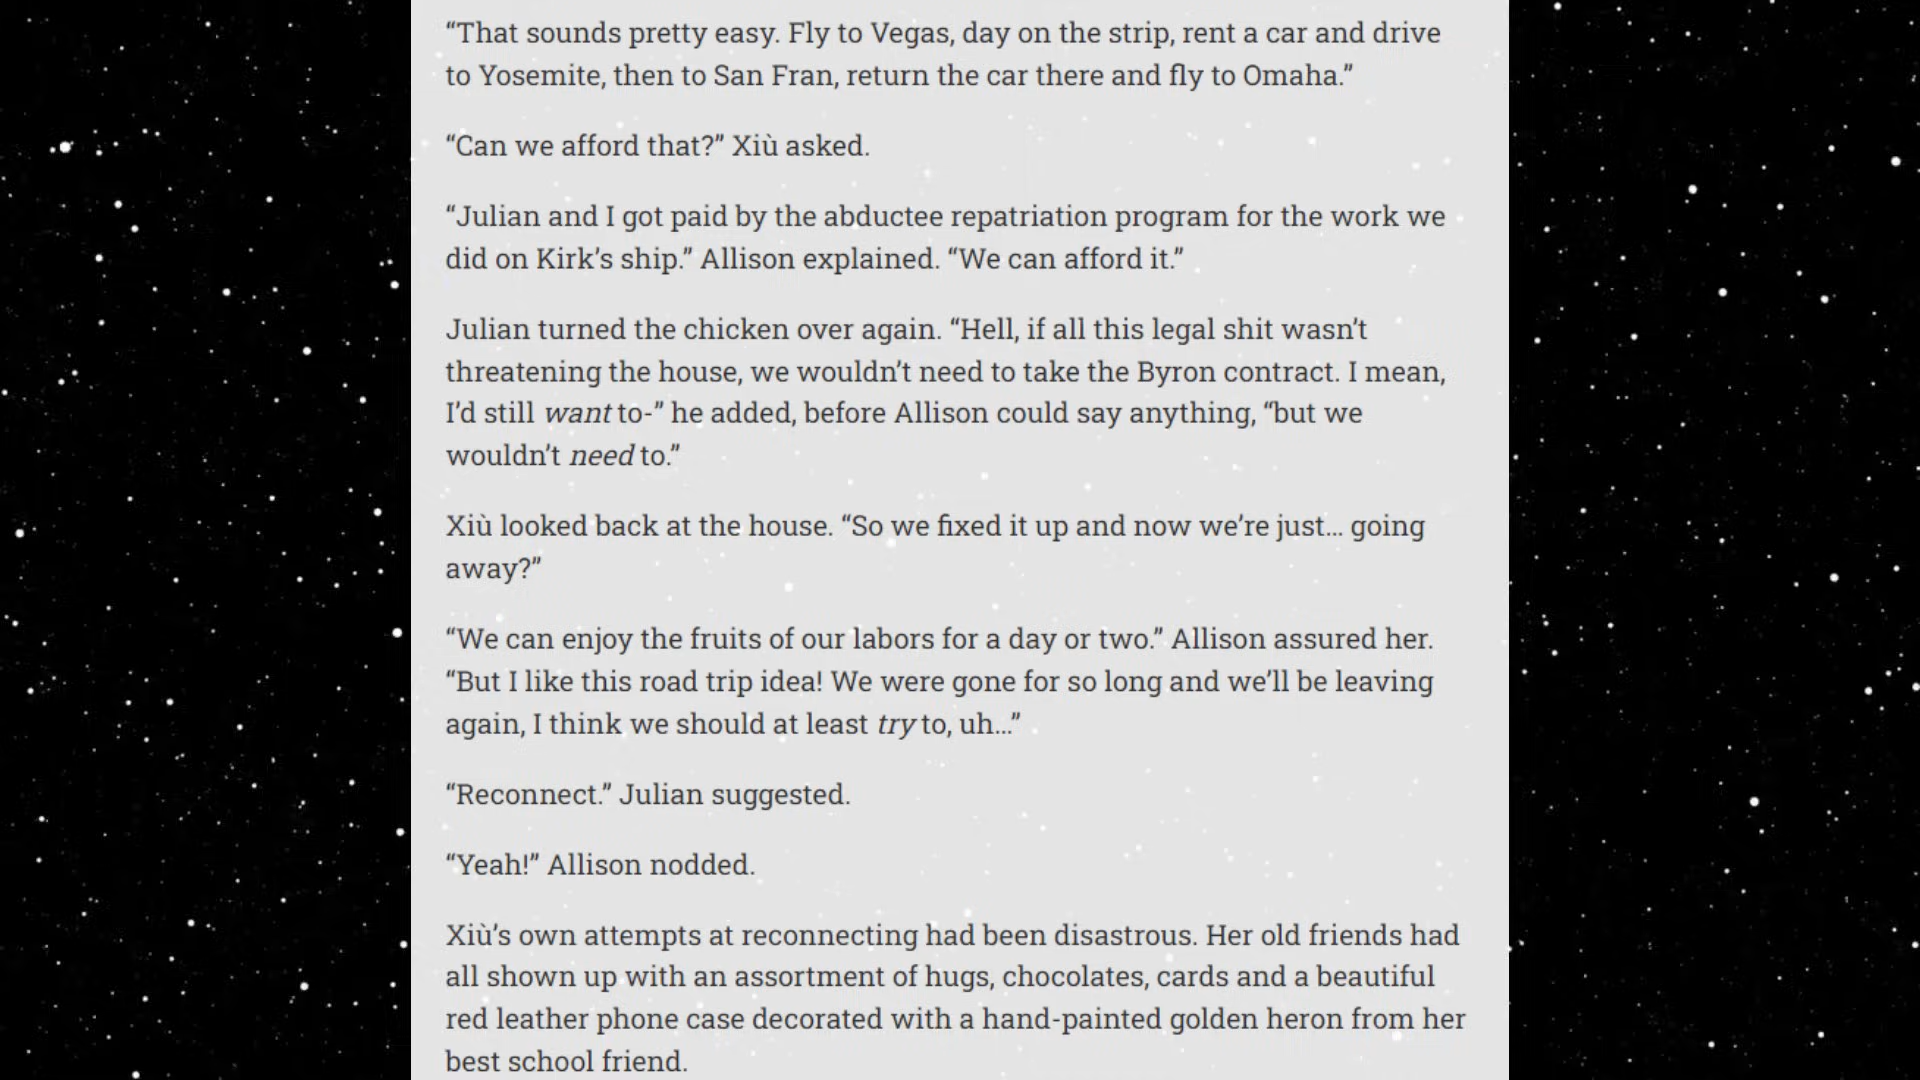 “That sounds pretty easy. Fly to Vegas, day on the strip, rent a car and drive
to Yosemite, then to San Fran, return the car there and fly to Omaha.”
“Can we afford that?” Xiù asked.
“Julian and I got paid by the abductee repatriation program for the work we
did on Kirk’s ship.” Allison explained. “We can afford it.”
Julian turned the chicken over again. “Hell, if all this legal shit wasn’t
threatening the house, we wouldn’t need to take the Byron contract. I mean,
I’d still want to-” he added, before Allison could say anything, “but we
wouldn’t need to.”
Xiù looked back at the house. “So we fixed it up and now we’re just… going
away?”
“We can enjoy the fruits of our labors for a day or two.” Allison assured her.
“But I like this road trip idea! We were gone for so long and we’ll be leaving
again, I think we should at least try to, uh…”
“Reconnect.” Julian suggested.
“Yeah!” Allison nodded.
Xiù’s own attempts at reconnecting had been disastrous. Her old friends had
all shown up with an assortment of hugs, chocolates, cards and a beautiful
red leather phone case decorated with a hand-painted golden heron from her
best school friend.